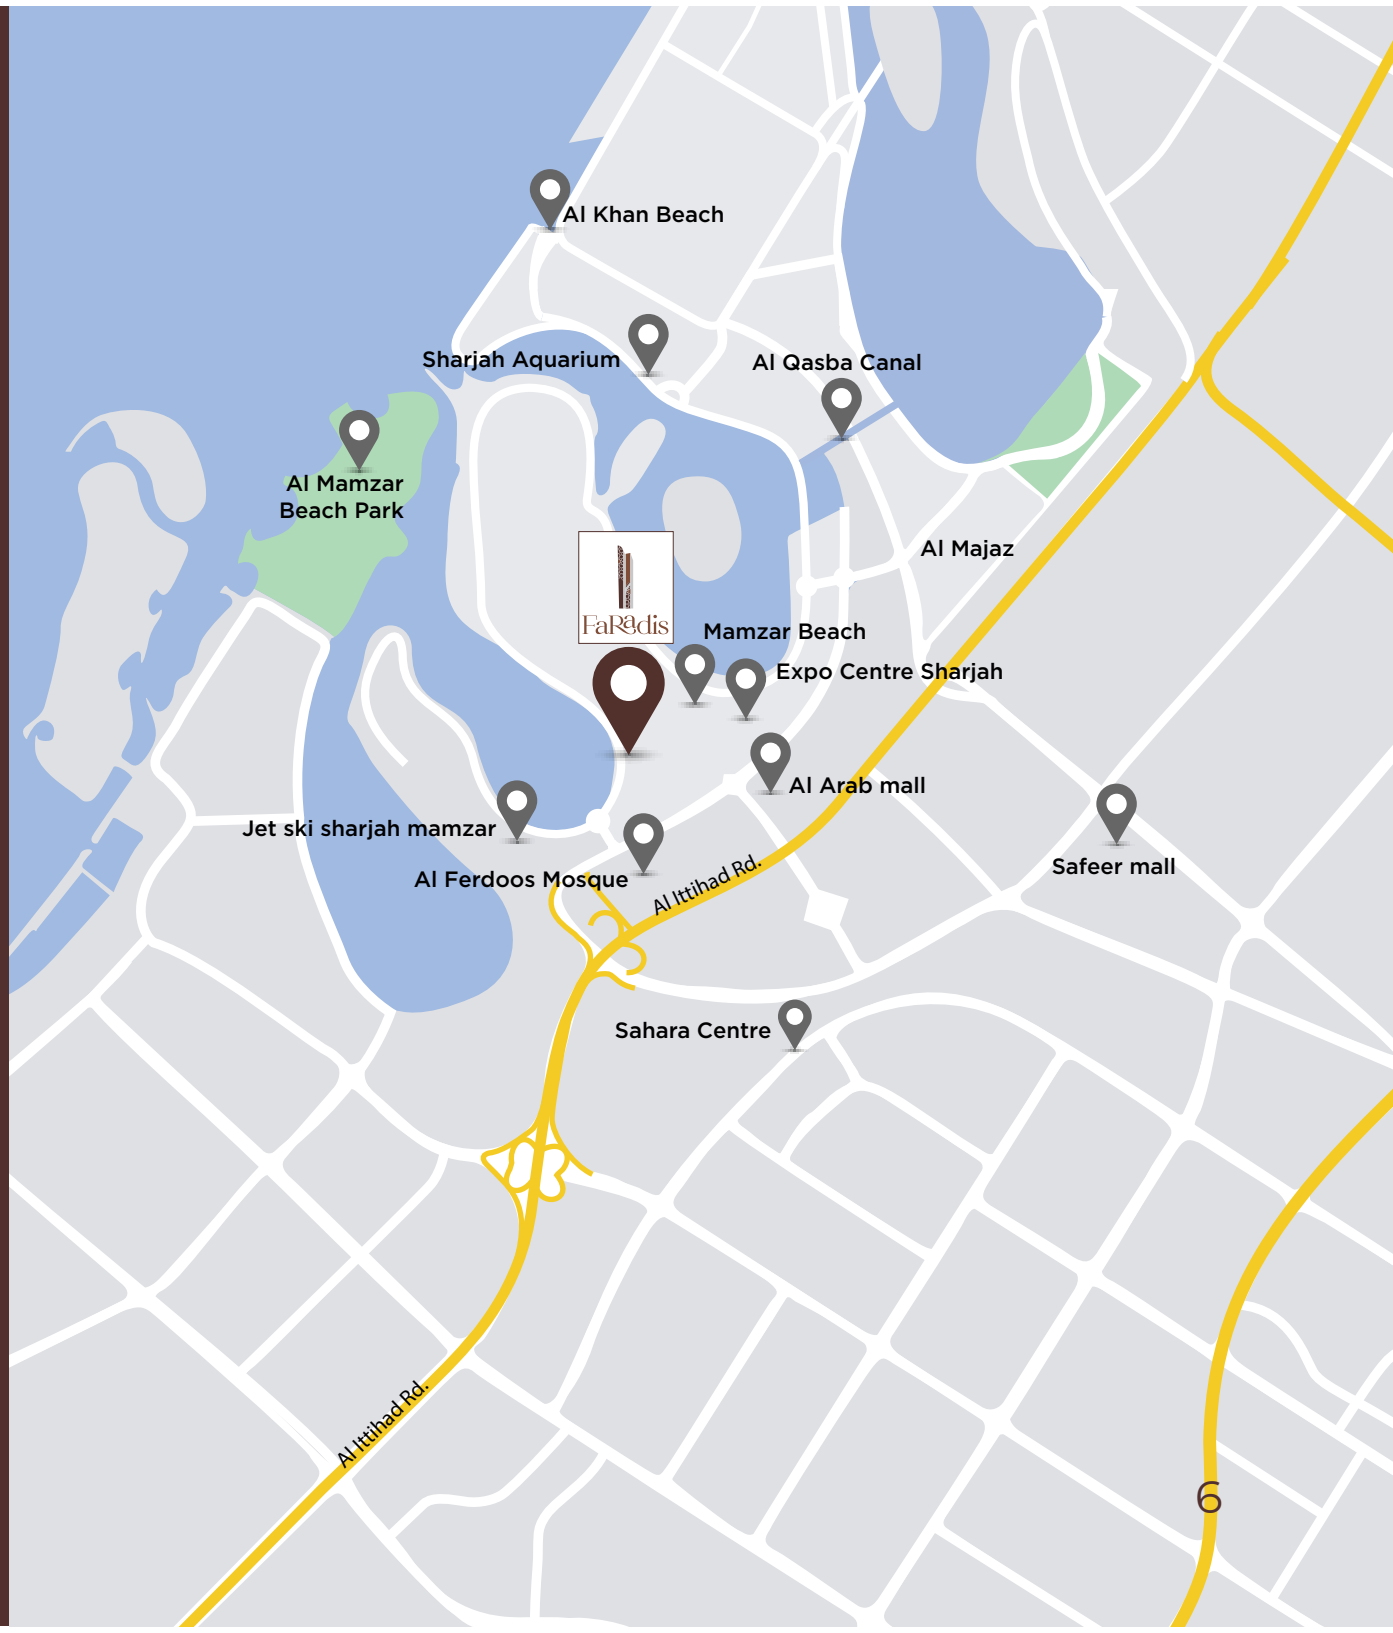 Al Khan Beach
Sharjah Aquarium
Al Qasba Canal
Al Mamzar
Beach Park
Al Majaz
FaRadis
Mamzar Beach
Expo Centre Sharjah
Al Arab mall
Jet ski sharjah mamzar
Safeer mall
Al Ferdoos Mosque
Al Ittihad Rd.
Sahara Centre
Al Ittihad Rd.
6